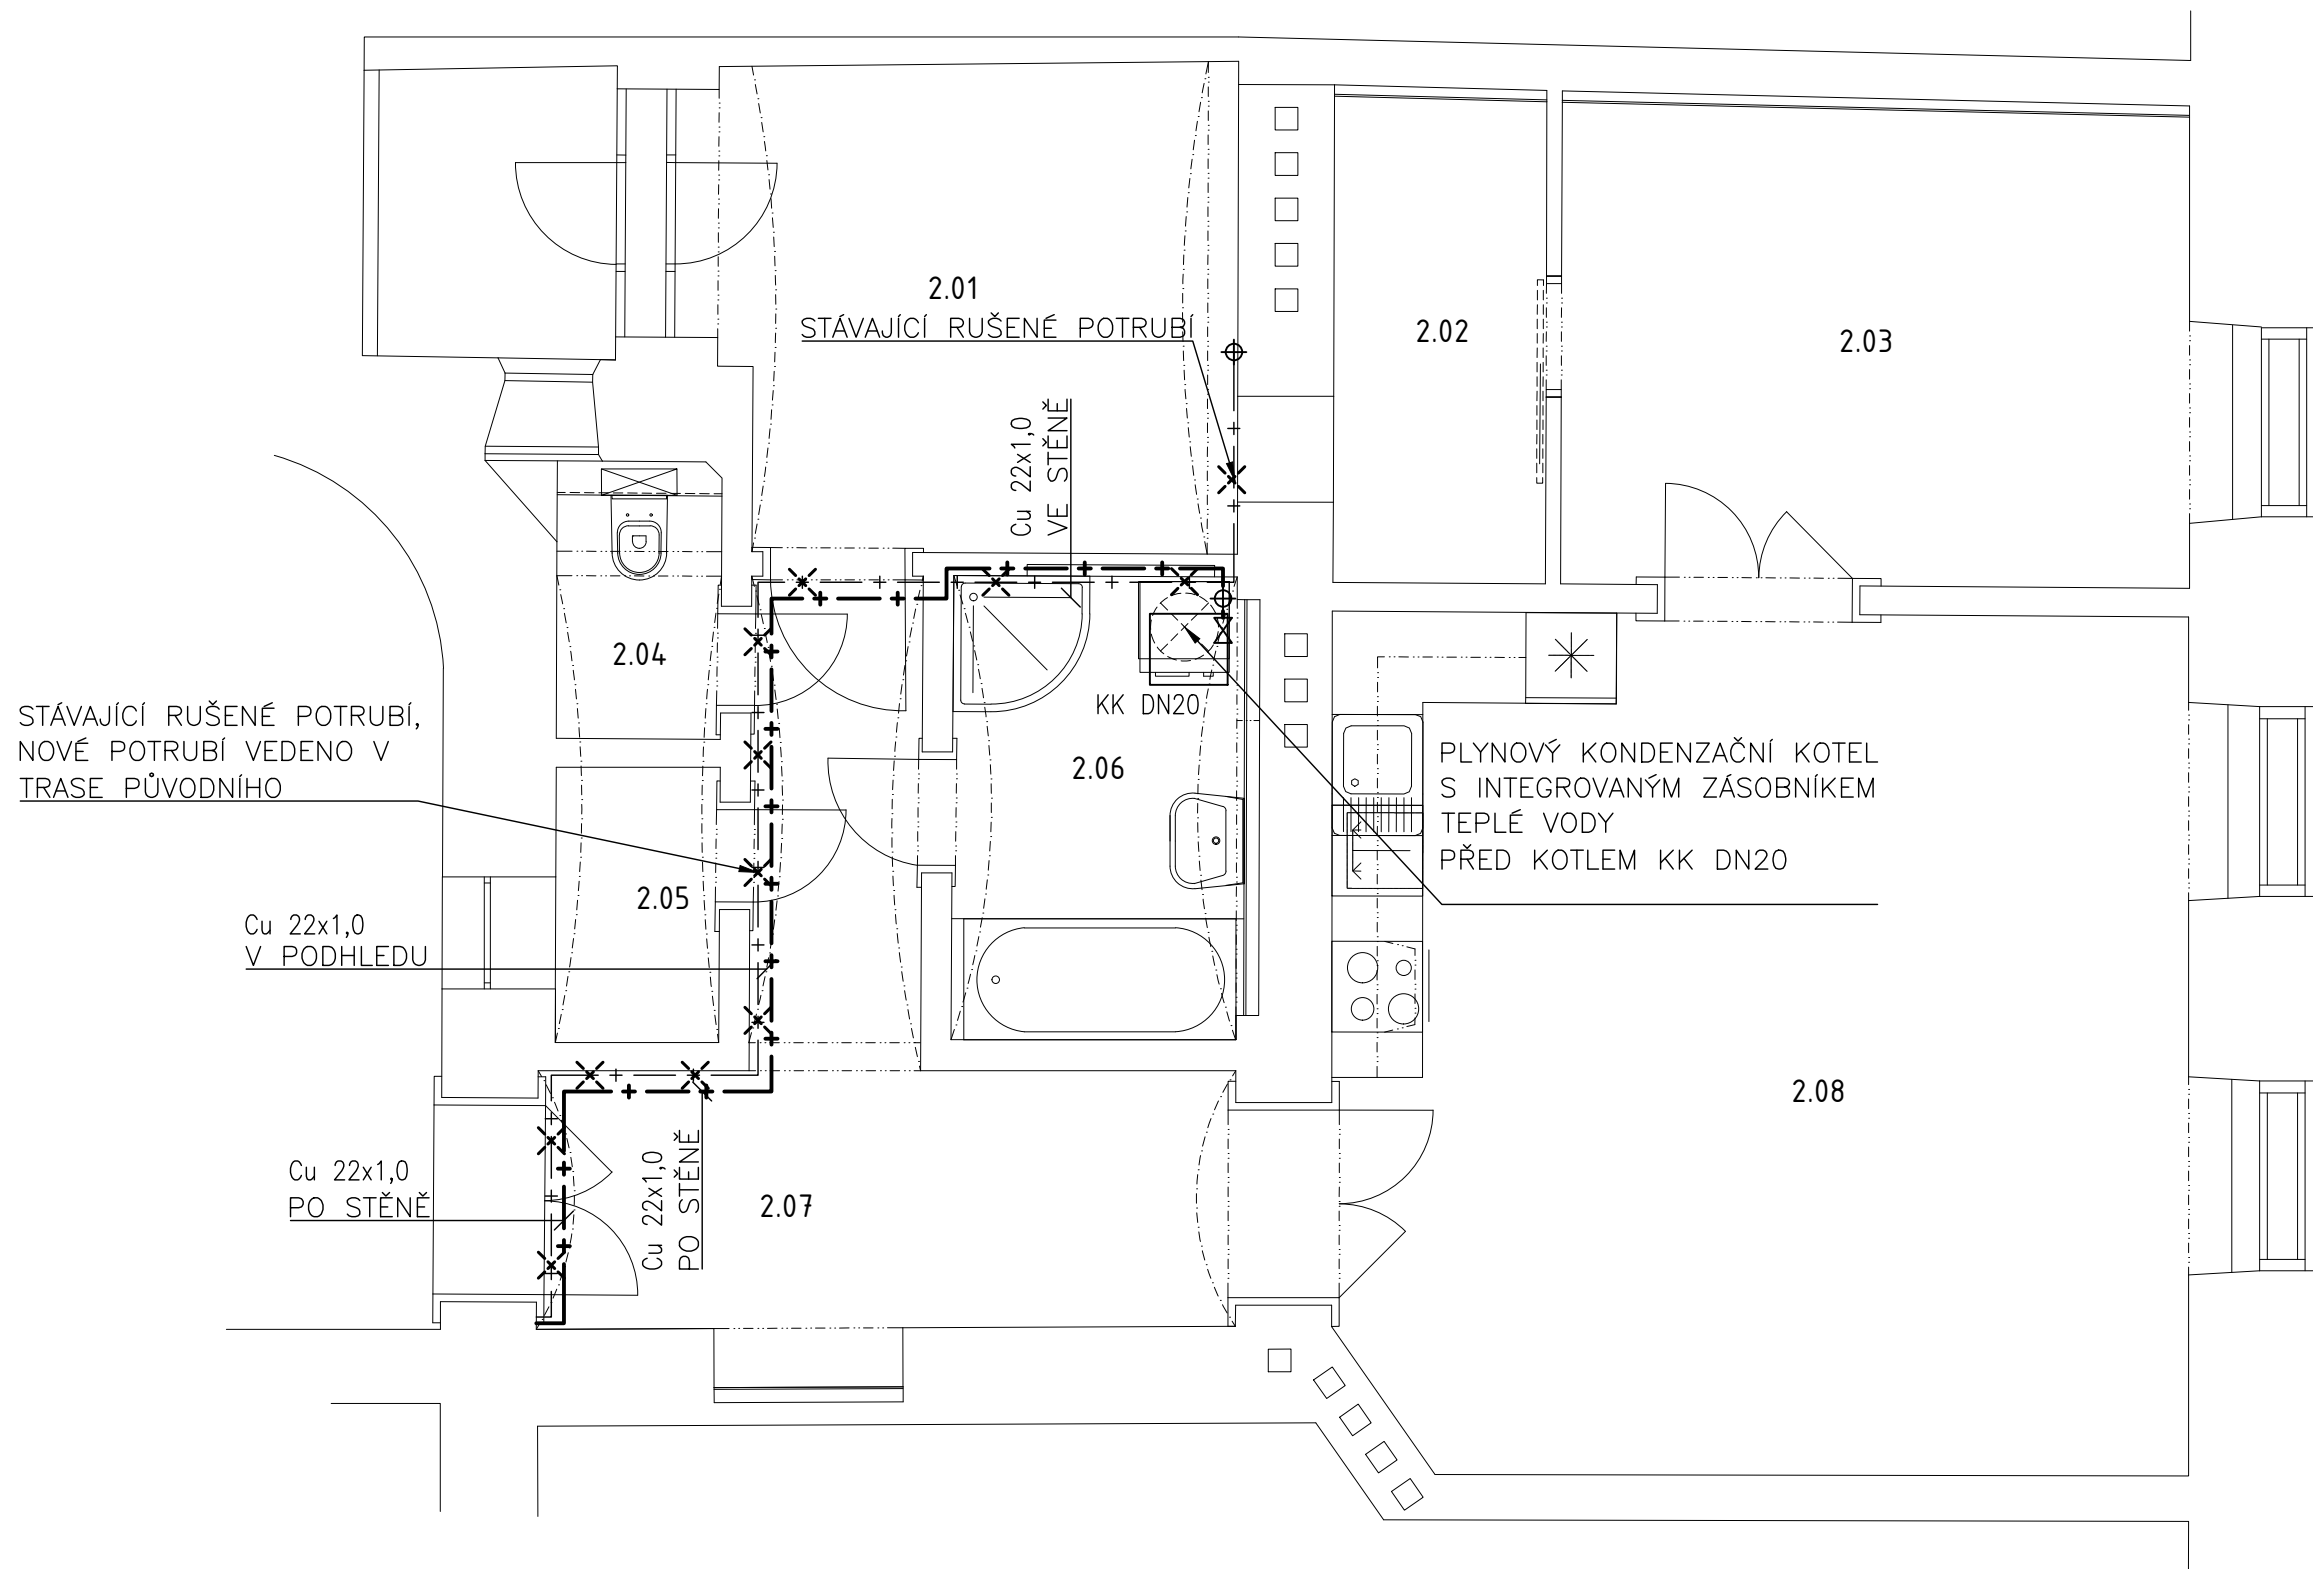 2.01
STÁVAJÍCÍ RUŠENÉ POTRUBÍ
2.02
2.03
Cu 22x1,0
VE STĚNĚ
2.04
STÁVAJÍCÍ RUŠENÉ POTRUBÍ,
NOVÉ POTRUBÍ VEDENO V
TRASE PŮVODNÍHO
KK DN20
2.06
PLYNOVÝ KONDENZAČNÍ KOTEL
S INTEGROVANÝM ZÁSOBNÍKEM
TEPLÉ VODY
PŘED KOTLEM KK DN20
2.05
Cu 22x1,0
V PODHLEDU
2.08
Cu 22x1,0
PO STĚNĚ
Cu 22x1,0
PO STĚNĚ
2.07